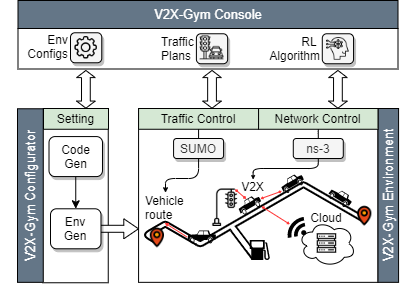 V2X-Gym Console
Env
Configs
Traffic
Plans
RL
Algorithm
V2X-Gym Configurator
Setting
Code
Gen
Env
Gen
Traffic Control
Network Control
SUMO
ns-3
Vehicle
route
V2X
Cloud
V2X-Gym Environment